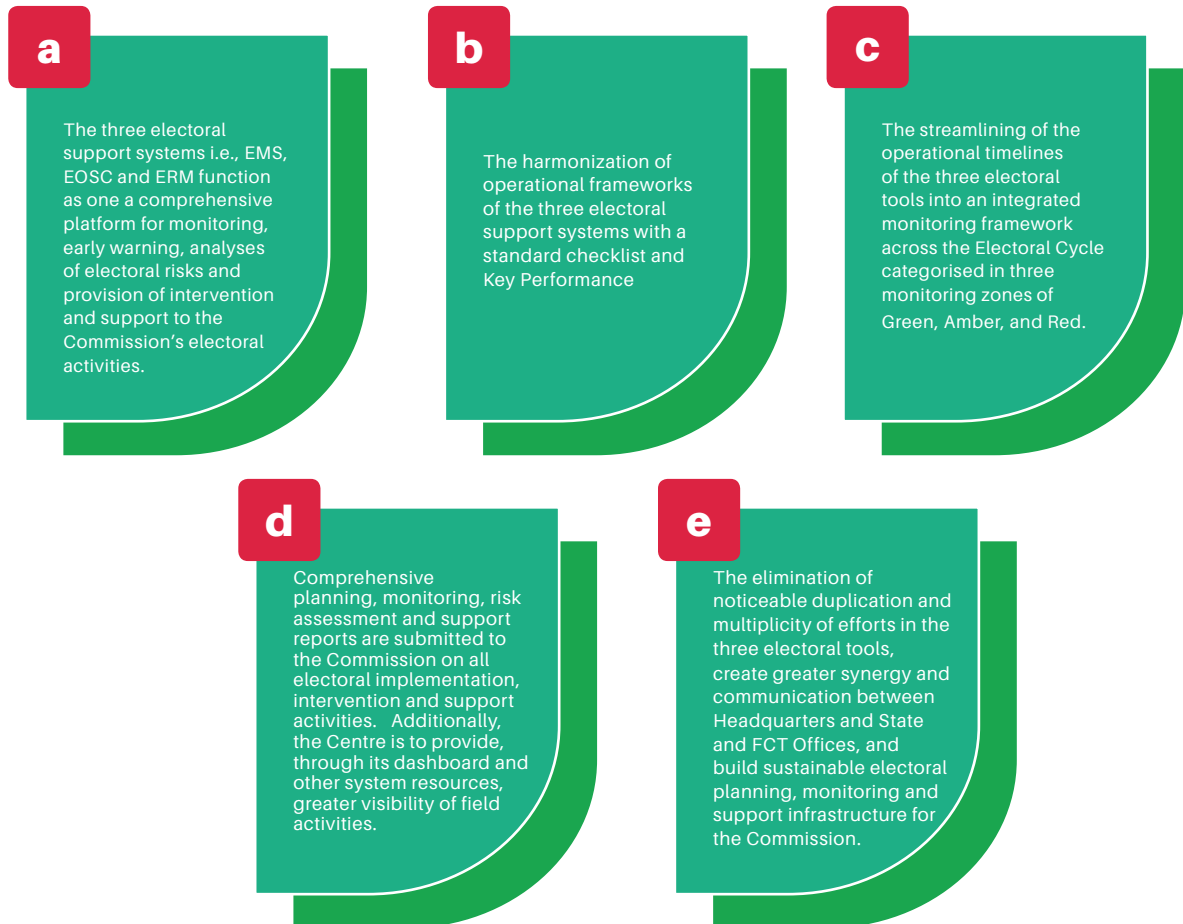 a
The three electoral
support systems i.e., EMS,
EOSC and ERM function
as one a comprehensive
platform for monitoring,
early warning, analyses
of electoral risks and
provision of intervention
and support to the
Commission's electoral
activities.
b
The harmonization of
operational frameworks
of the three electoral
support systems with a
standard checklist and
Key Performance
c
The streamlining of the
operational timelines
of the three electoral
tools into an integrated
monitoring framework
across the Electoral Cycle
categorised in three
monitoring zones of
Green, Amber, and Red.
d
Comprehensive
planning, monitoring, risk
assessment and support
reports are submitted to
the Commission on all
electoral implementation,
intervention and support
activities.   Additionally,
the Centre is to provide,
through its dashboard and
other system resources,
greater visibility of field
activities.
e
The elimination of
noticeable duplication and
multiplicity of efforts in the
three electoral tools,
create greater synergy and
communication between
Headquarters and State
and FCT Offices, and
build sustainable electoral
planning, monitoring and
support infrastructure for
the Commission.